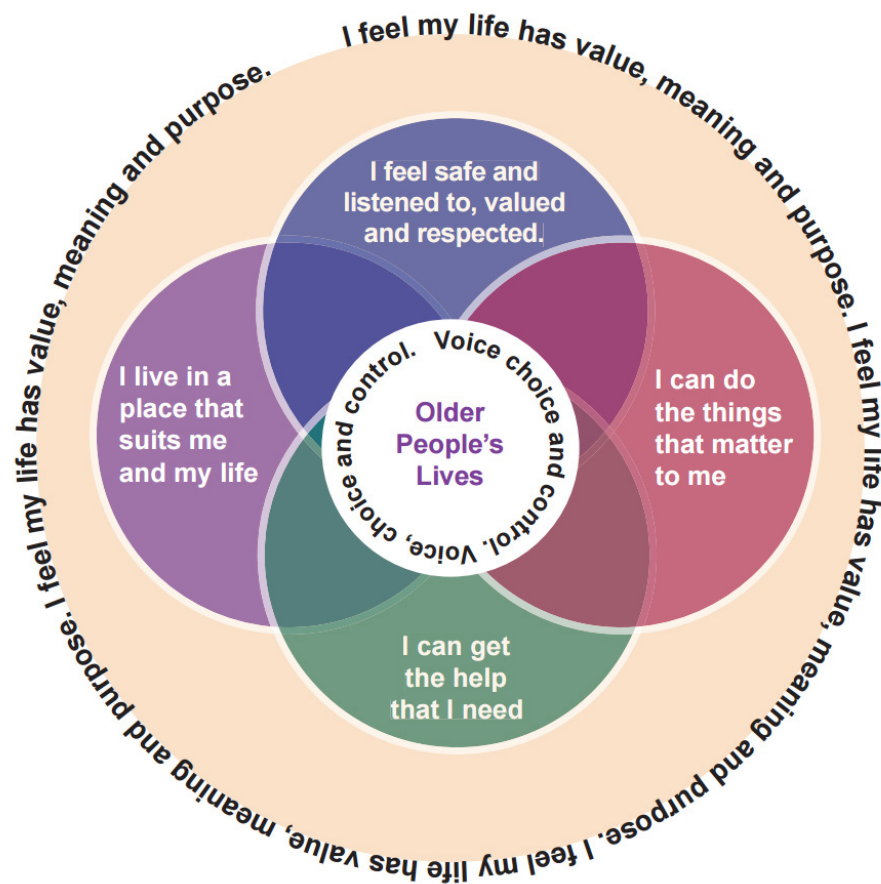 I feel my life has value, meaning and purpose. I feel my life has value, meaning and purpose. I feel my life has value, meaning and purpose. I feel my life has value, meaning and purpose.
I feel safe and
listened to, valued
and respected.
I live in a
place that
suits me
and my life
Voice choice and control. Voice, choice and control.
Older
People's
Lives
I can do
the things
that matter
to me
I can get
the help
that I need